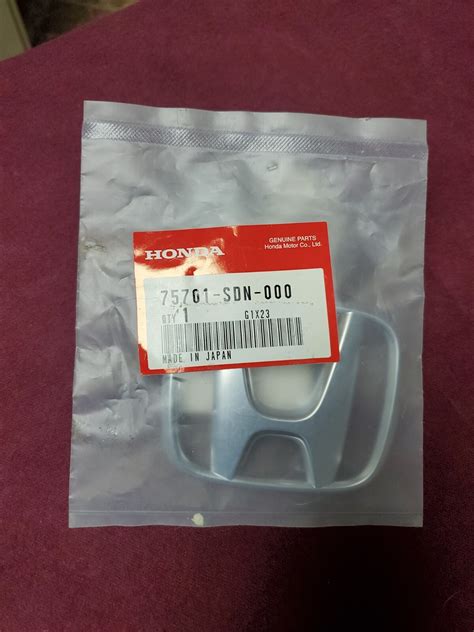 HONDA
GENUINE PARTS
Honda Motor Co., Ltd.
75701-SDN-000
QTY 1
G1X23
MADE IN JAPAN